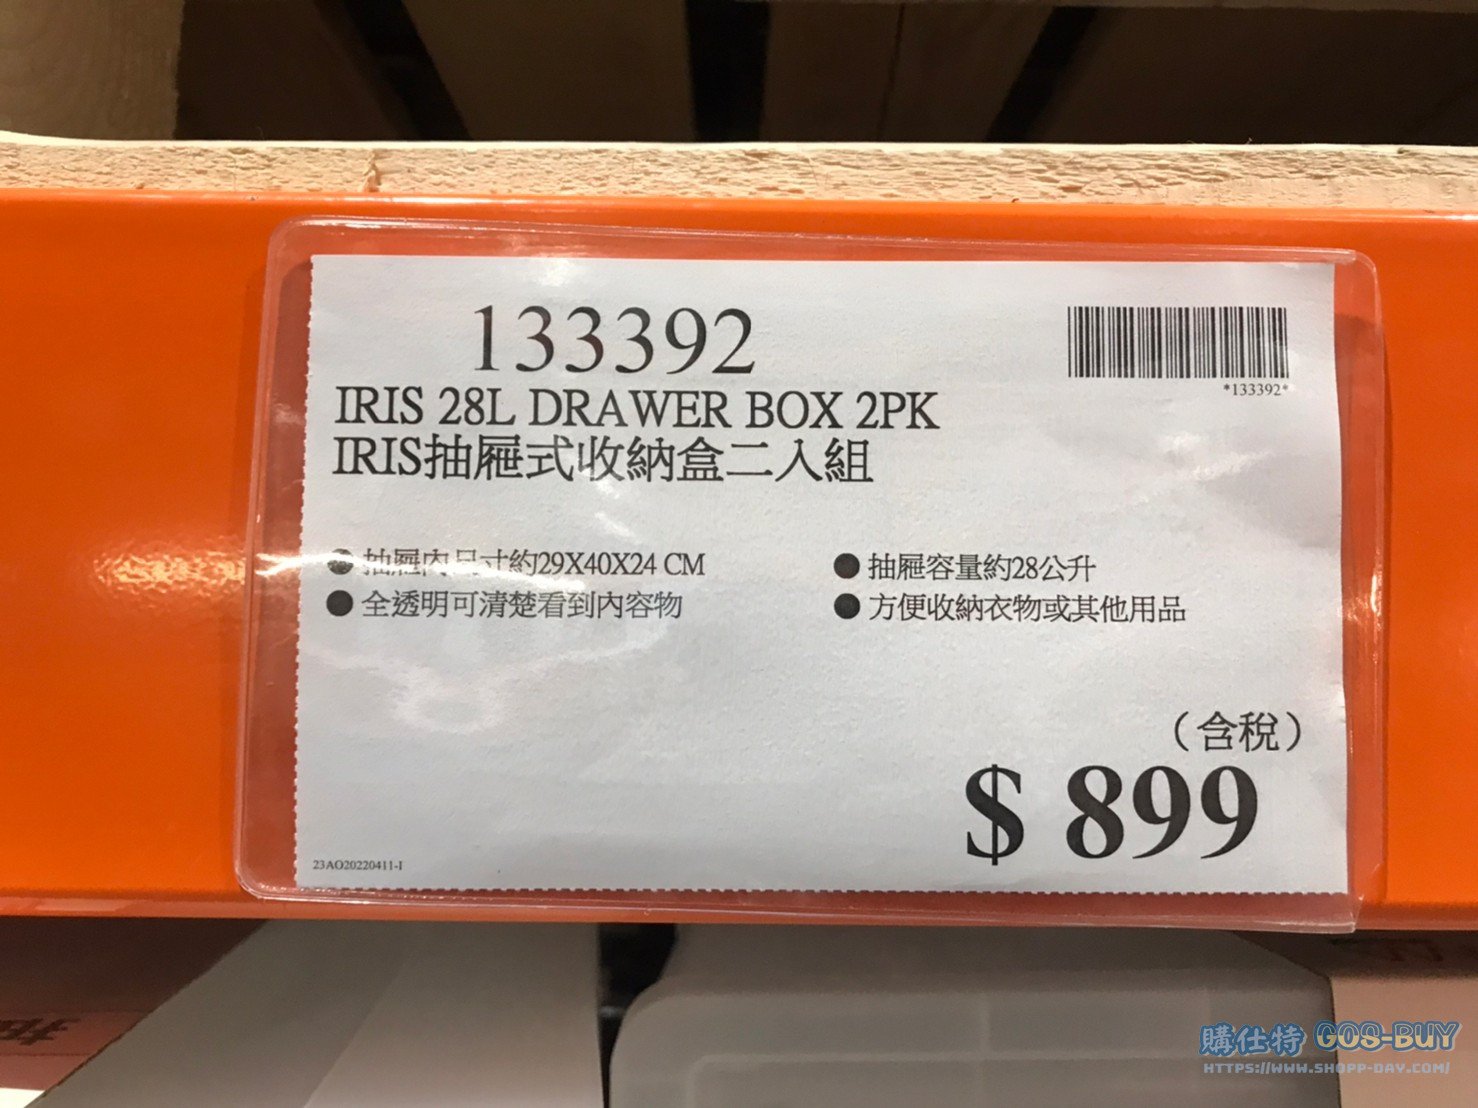 133392
*133392*
IRIS 28L DRAWER BOX 2PK
IRIS抽屜式收納盒二入組
● 抽屜內尺寸約29X40X24 CM
● 抽屜容量約28公升
● 全透明可清楚看到內容物
● 方便收納衣物或其他用品
（含稅）
$ 899
23AO20220411-I
購仕特 GOS-BUY
HTTPS://WWW.SHOPP-DAY.COM/